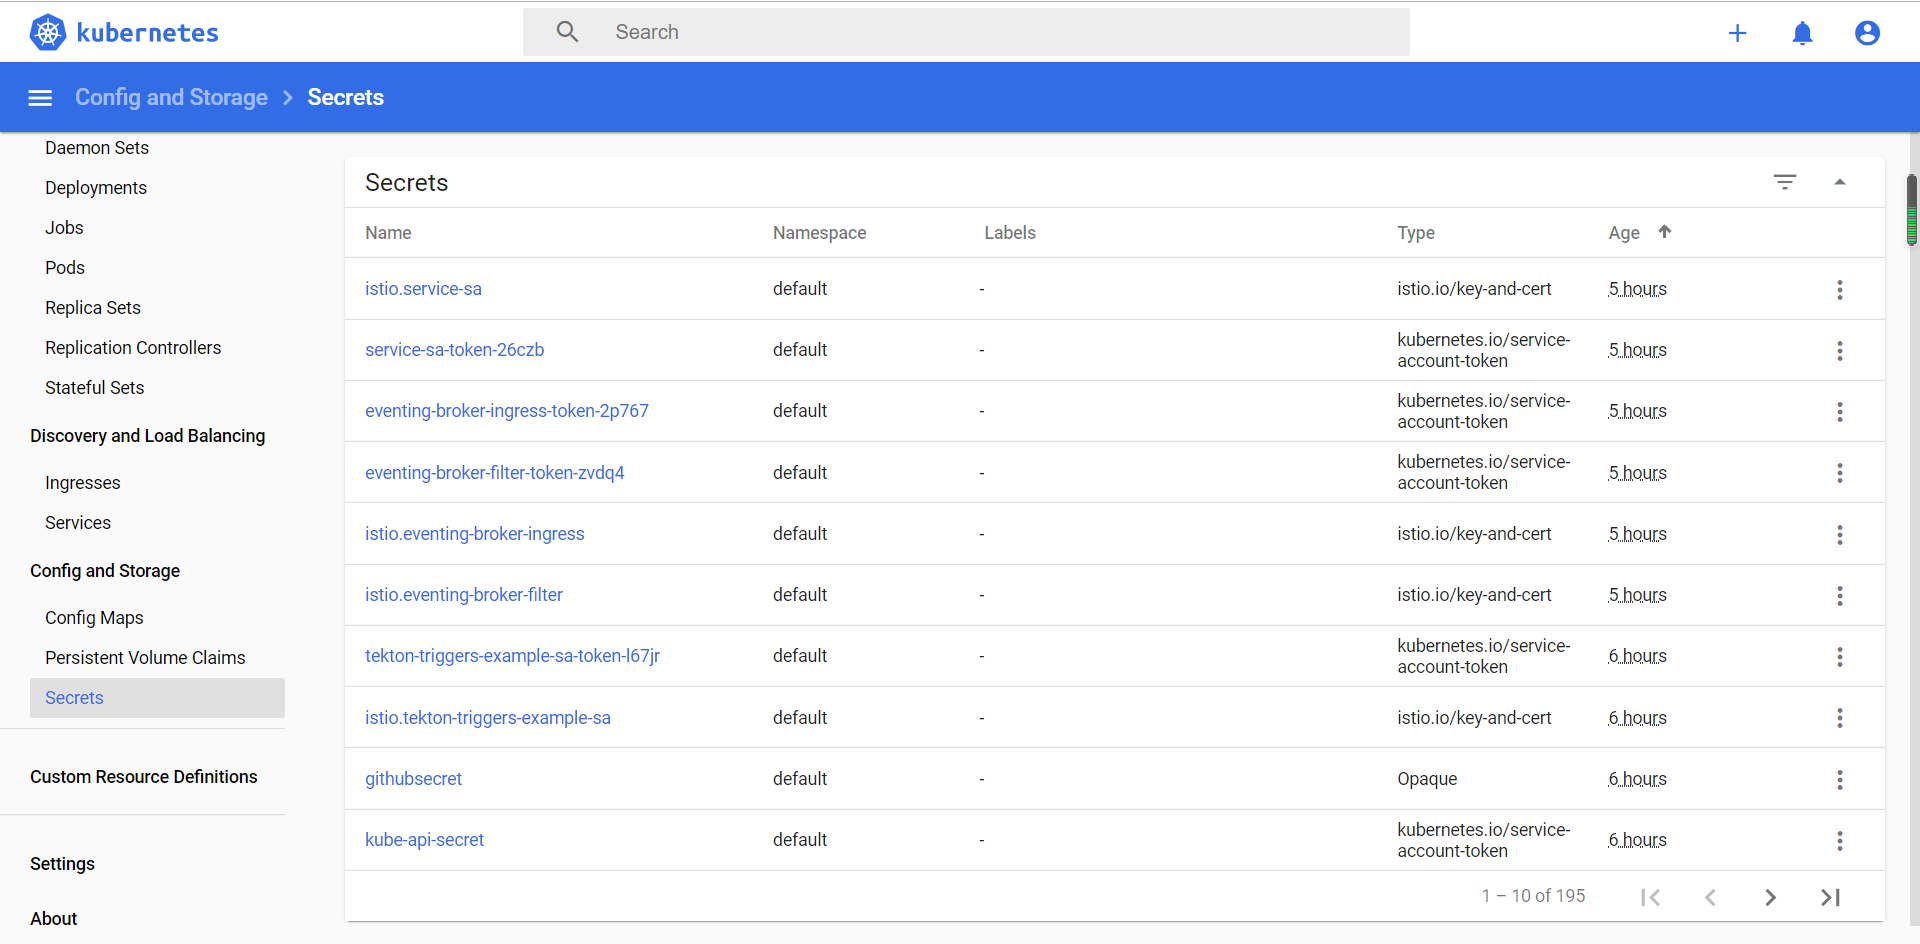 kubernetes
Search
Config and Storage
Secrets
Daemon Sets
Deployments
Jobs
Pods
Replica Sets
Replication Controllers
Stateful Sets
Discovery and Load Balancing
Ingresses
Services
Config and Storage
Config Maps
Persistent Volume Claims
Secrets
Custom Resource Definitions
Settings
About
Secrets
Name Namespace Labels Type Age
istio.service-sa default - istio.io/key-and-cert 5 hours
service-sa-token-26czb default - kubernetes.io/service-
account-token 5 hours
eventing-broker-ingress-token-2p767 default - kubernetes.io/service-
account-token 5 hours
eventing-broker-filter-token-zvdq4 default - kubernetes.io/service-
account-token 5 hours
istio.eventing-broker-ingress default - istio.io/key-and-cert 5 hours
istio.eventing-broker-filter default - istio.io/key-and-cert 5 hours
tekton-triggers-example-sa-token-l67jr default - kubernetes.io/service-
account-token 6 hours
istio.tekton-triggers-example-sa default - istio.io/key-and-cert 6 hours
githubsecret default - Opaque 6 hours
kube-api-secret default - kubernetes.io/service-
account-token 6 hours
1 – 10 of 195